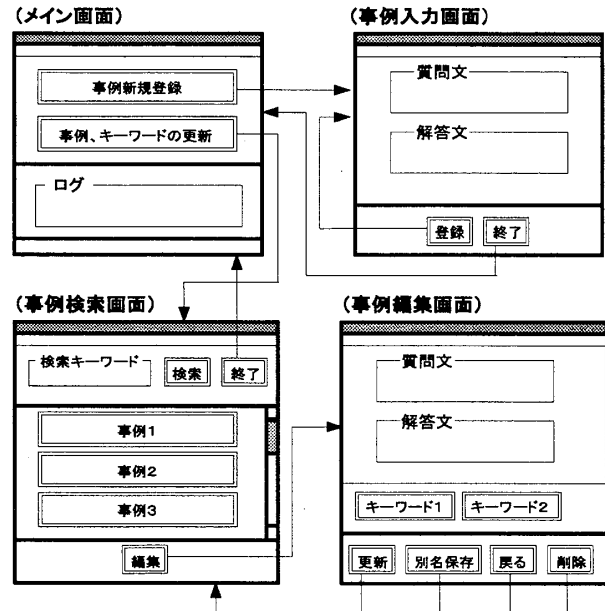 (メイン画面)
事例新規登録
事例、キーワードの更新
ログ
(事例入力画面)
質問文
解答文
登録
終了
(事例検索画面)
検索キーワード
検索
終了
事例1
事例2
事例3
編集
(事例編集画面)
質問文
解答文
キーワード1
キーワード2
更新
別名保存
戻る
削除